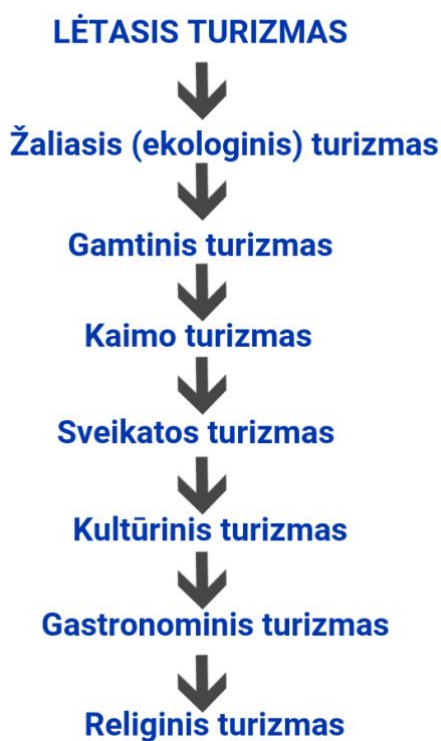 LĖTASIS TURIZMAS
Žaliasis (ekologinis) turizmas
Gamtinis turizmas
Kaimo turizmas
Sveikatos turizmas
Kultūrinis turizmas
Gastronominis turizmas
Religinis turizmas